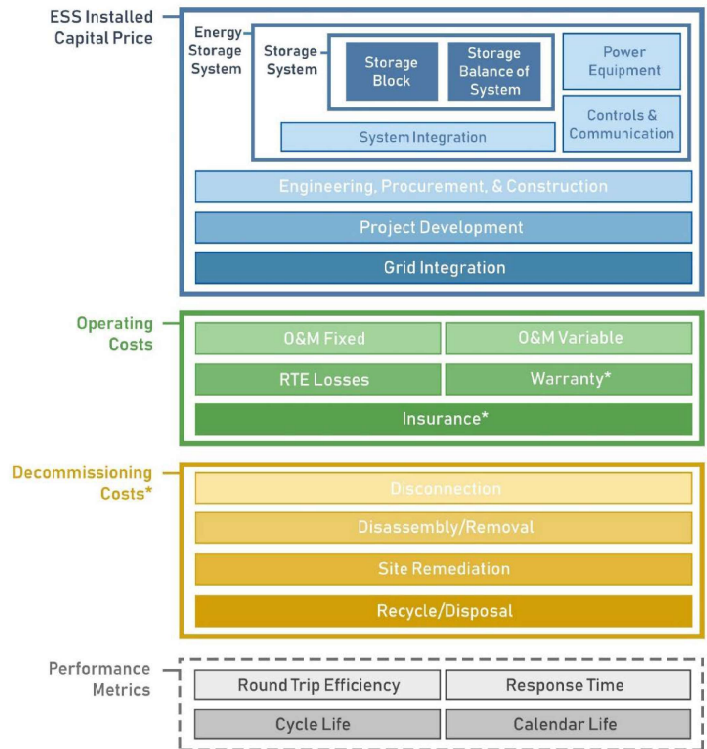 ESS Installed
Capital Price
Energy
Storage
System
Storage
System
Storage
Block
Storage
Balance of
System
Power
Equipment
Controls &
Communication
System Integration
Engineering, Procurement, & Construction
Project Development
Grid Integration
Operating
Costs
O&M Fixed
O&M Variable
RTE Losses
Warranty*
Insurance*
Decommissioning
Costs*
Disconnection
Disassembly/Removal
Site Remediation
Recycle/Disposal
Performance
Metrics
Round Trip Efficiency
Response Time
Cycle Life
Calendar Life